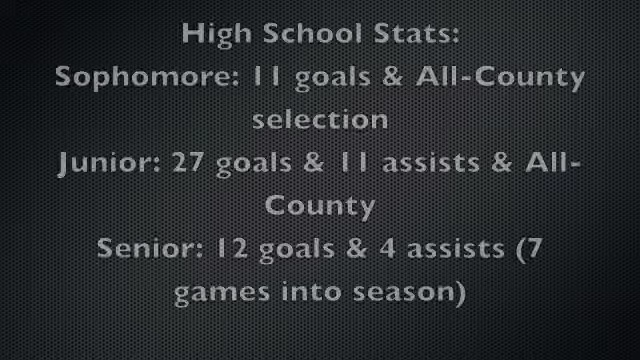 High School Stats:
Sophomore: 11 goals & All-County
selection
Junior: 27 goals & 11 assists & All-
County
Senior: 12 goals & 4 assists (7
games into season)